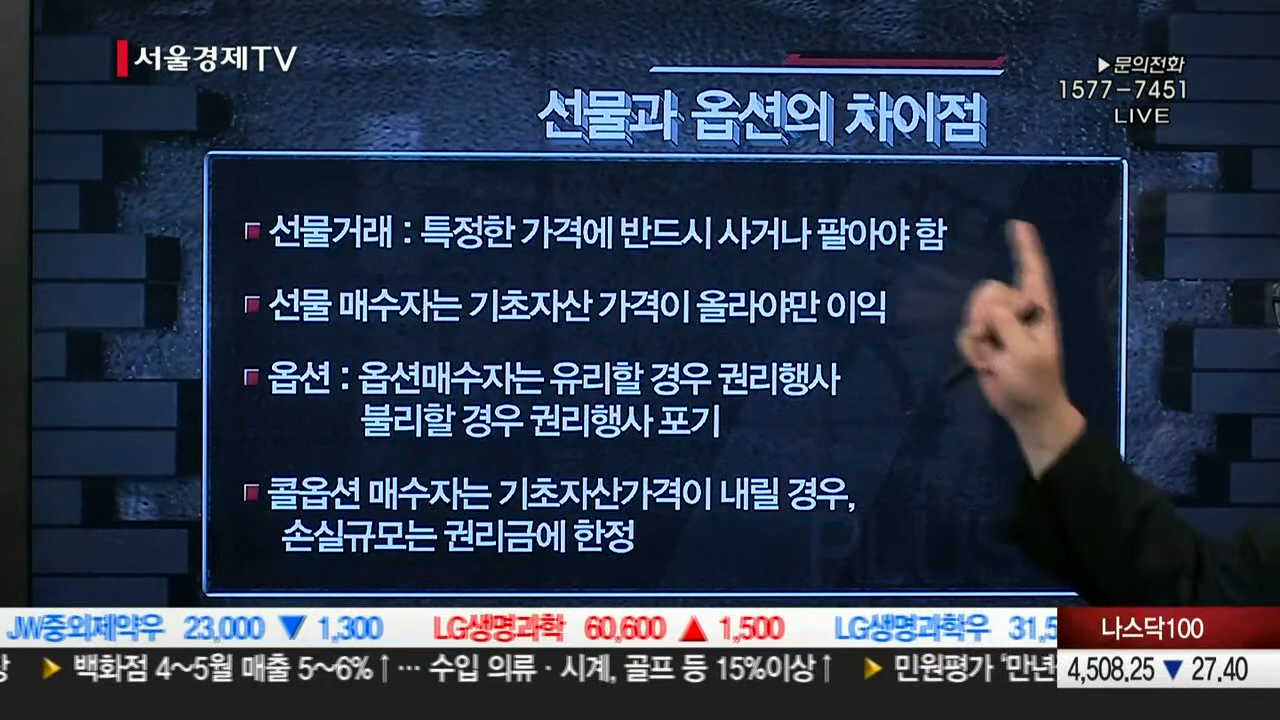 서울경제TV
▶문의전화
1577-7451
LIVE
선물과 옵션의 차이점
선물거래 : 특정한 가격에 반드시 사거나 팔아야 함
선물 매수자는 기초자산 가격이 올라야만 이익
옵션 : 옵션매수자는 유리할 경우 권리행사
불리할 경우 권리행사 포기
콜옵션 매수자는 기초자산가격이 내릴 경우,
손실규모는 권리금에 한정
PLUS
JW중외제약우 23,000 ▼ 1,300 LG생명과학 60,600 ▲ 1,500 LG생명과학우 31,5
나스닥100
▶ 백화점 4~5월 매출 5~6%↑… 수입 의류·시계, 골프 등 15%이상↑ ▶ 민원평가 ‘만년
4,508.25 ▼ 27.40